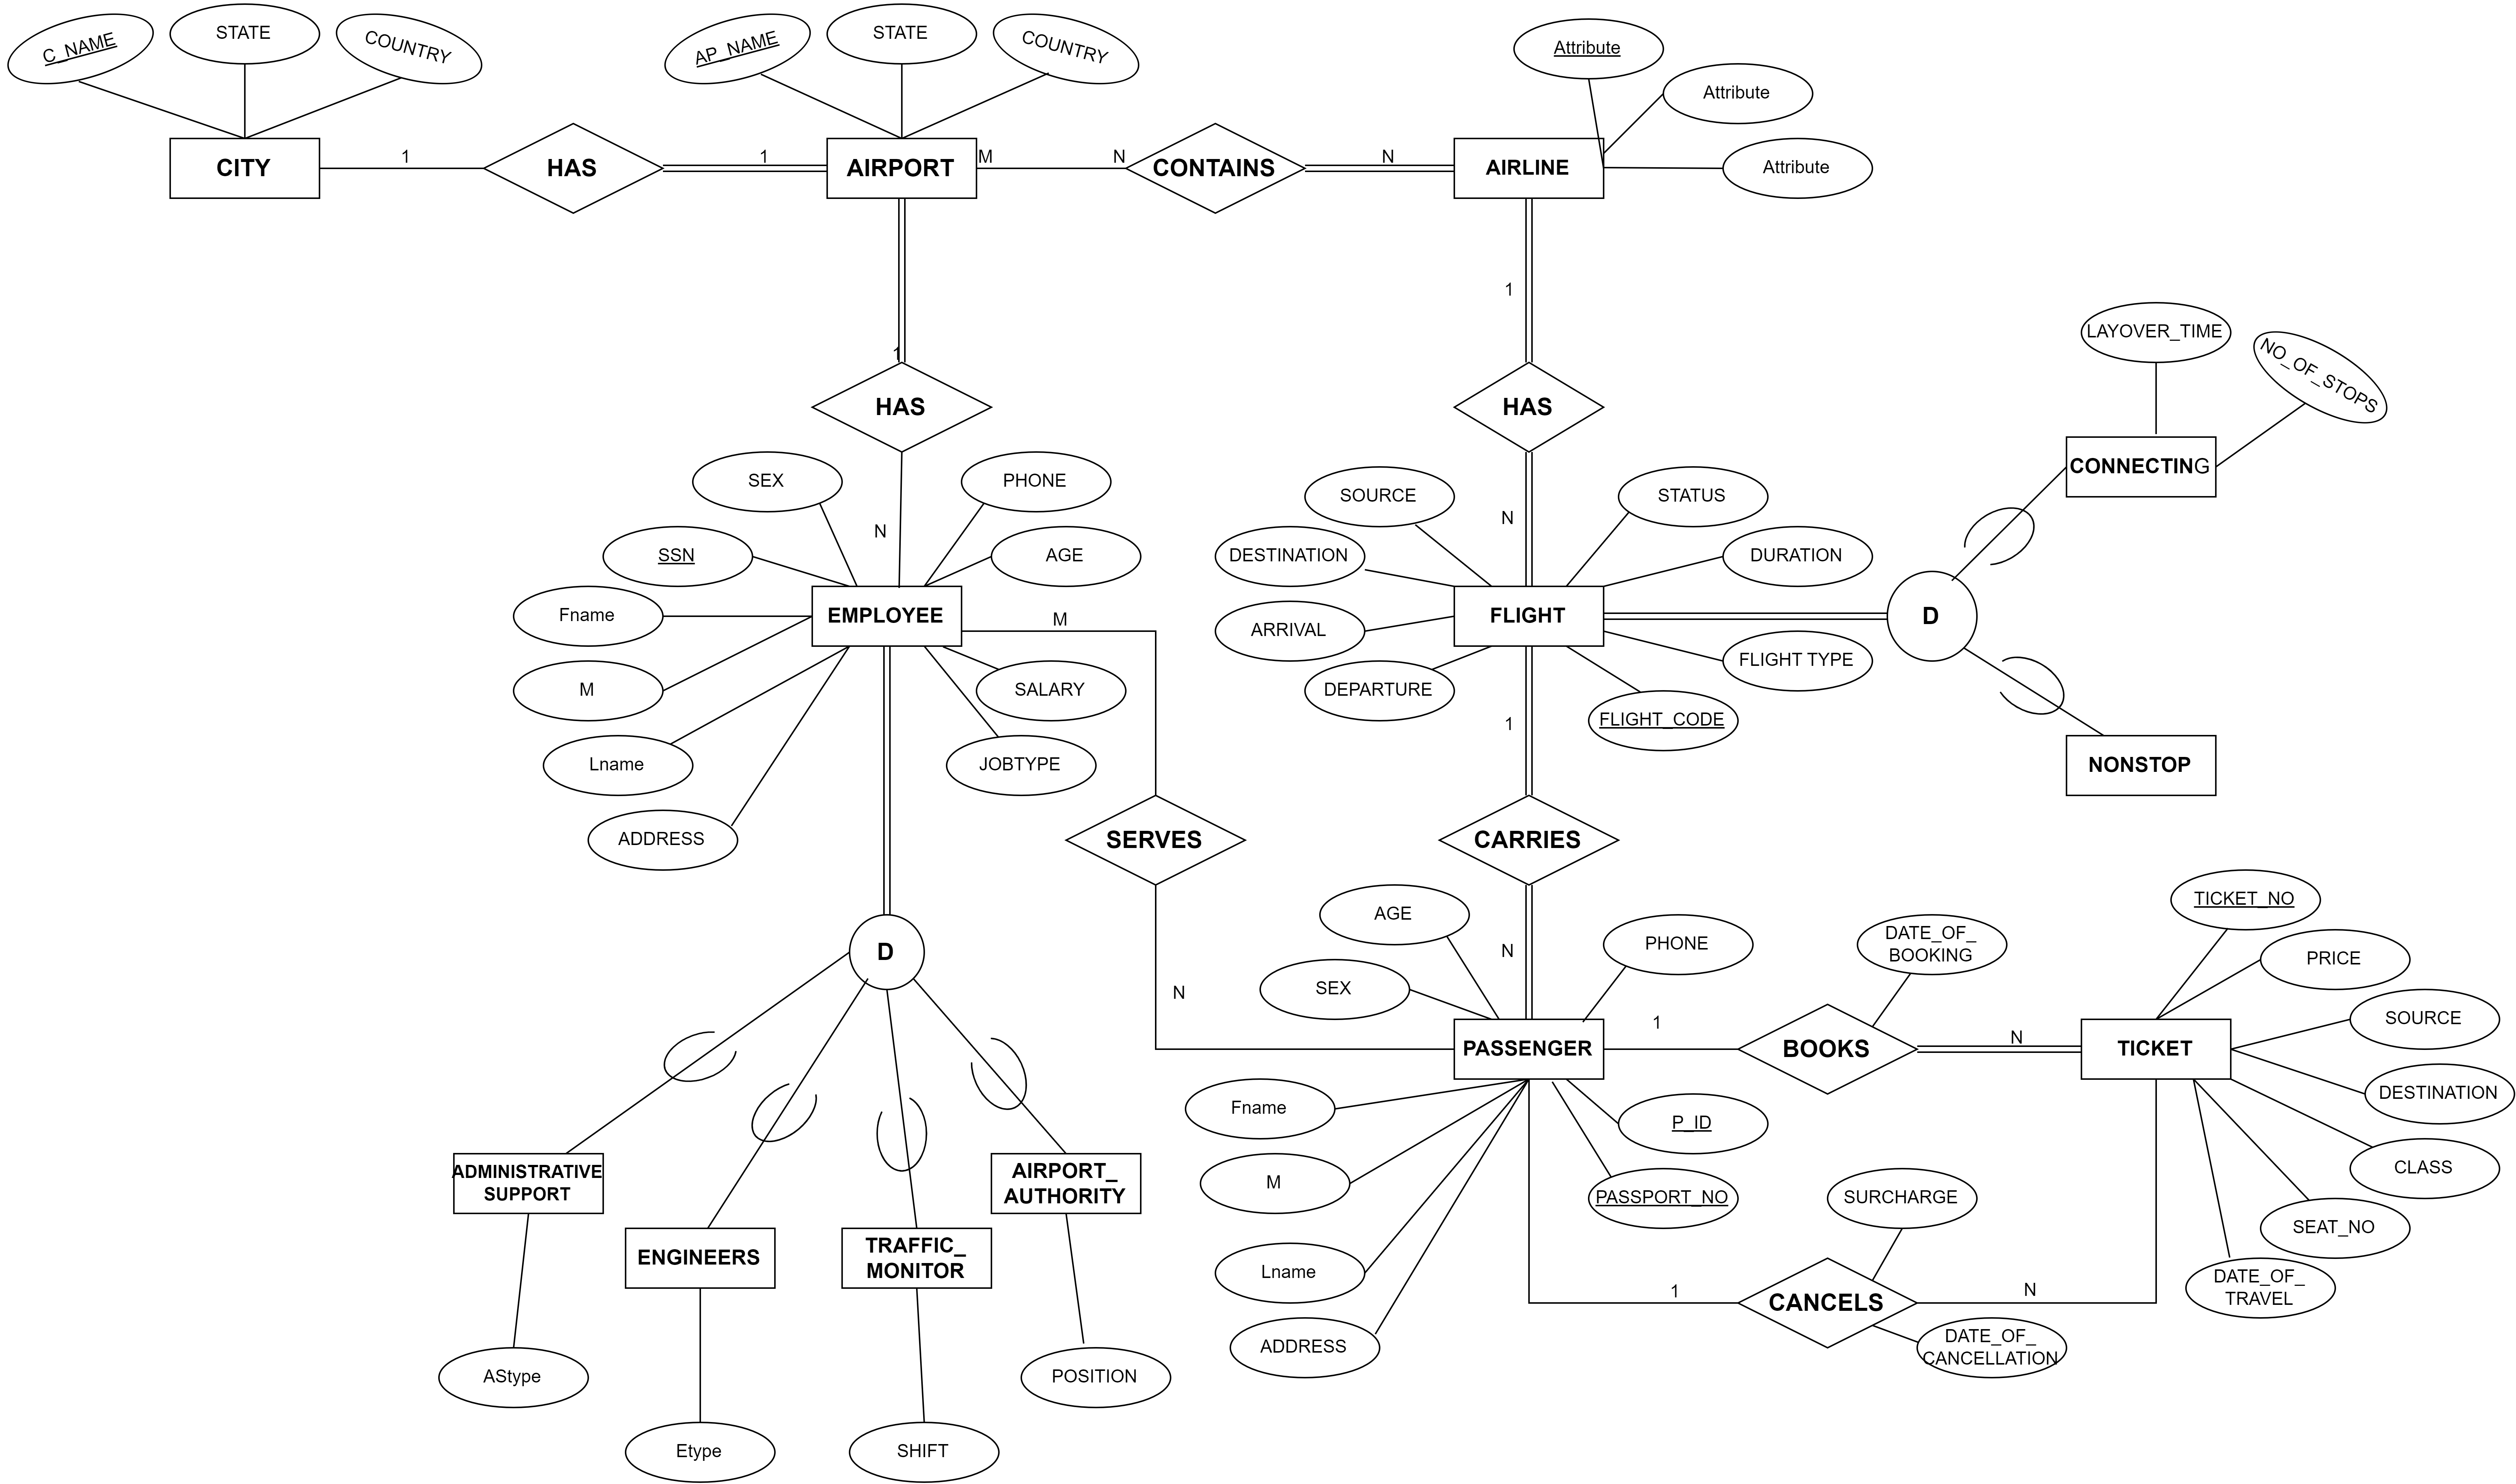 C_NAME
STATE
COUNTRY
AP_NAME
STATE
COUNTRY
Attribute
Attribute
Attribute
CITY
1
HAS
1
AIRPORT
M
N
CONTAINS
N
AIRLINE
1
1
HAS
HAS
LAYOVER_TIME
NO_OF_STOPS
CONNECTING
SEX
PHONE
N
SSN
AGE
Fname
EMPLOYEE
M
M
SALARY
Lname
JOBTYPE
ADDRESS
SOURCE
STATUS
N
DESTINATION
DURATION
ARRIVAL
FLIGHT
D
DEPARTURE
FLIGHT TYPE
FLIGHT_CODE
1
NONSTOP
SERVES
CARRIES
D
N
AGE
PHONE
N
SEX
DATE_OF_
BOOKING
TICKET_NO
PRICE
SOURCE
PASSENGER
1
BOOKS
N
TICKET
DESTINATION
Fname
P_ID
M
PASSPORT_NO
SURCHARGE
CLASS
SEAT_NO
Lname
DATE_OF_
TRAVEL
ADDRESS
1
CANCELS
N
DATE_OF_
CANCELLATION
ADMINISTRATIVE
SUPPORT
AIRPORT_
AUTHORITY
ENGINEERS
TRAFFIC_
MONITOR
AStype
POSITION
Etype
SHIFT